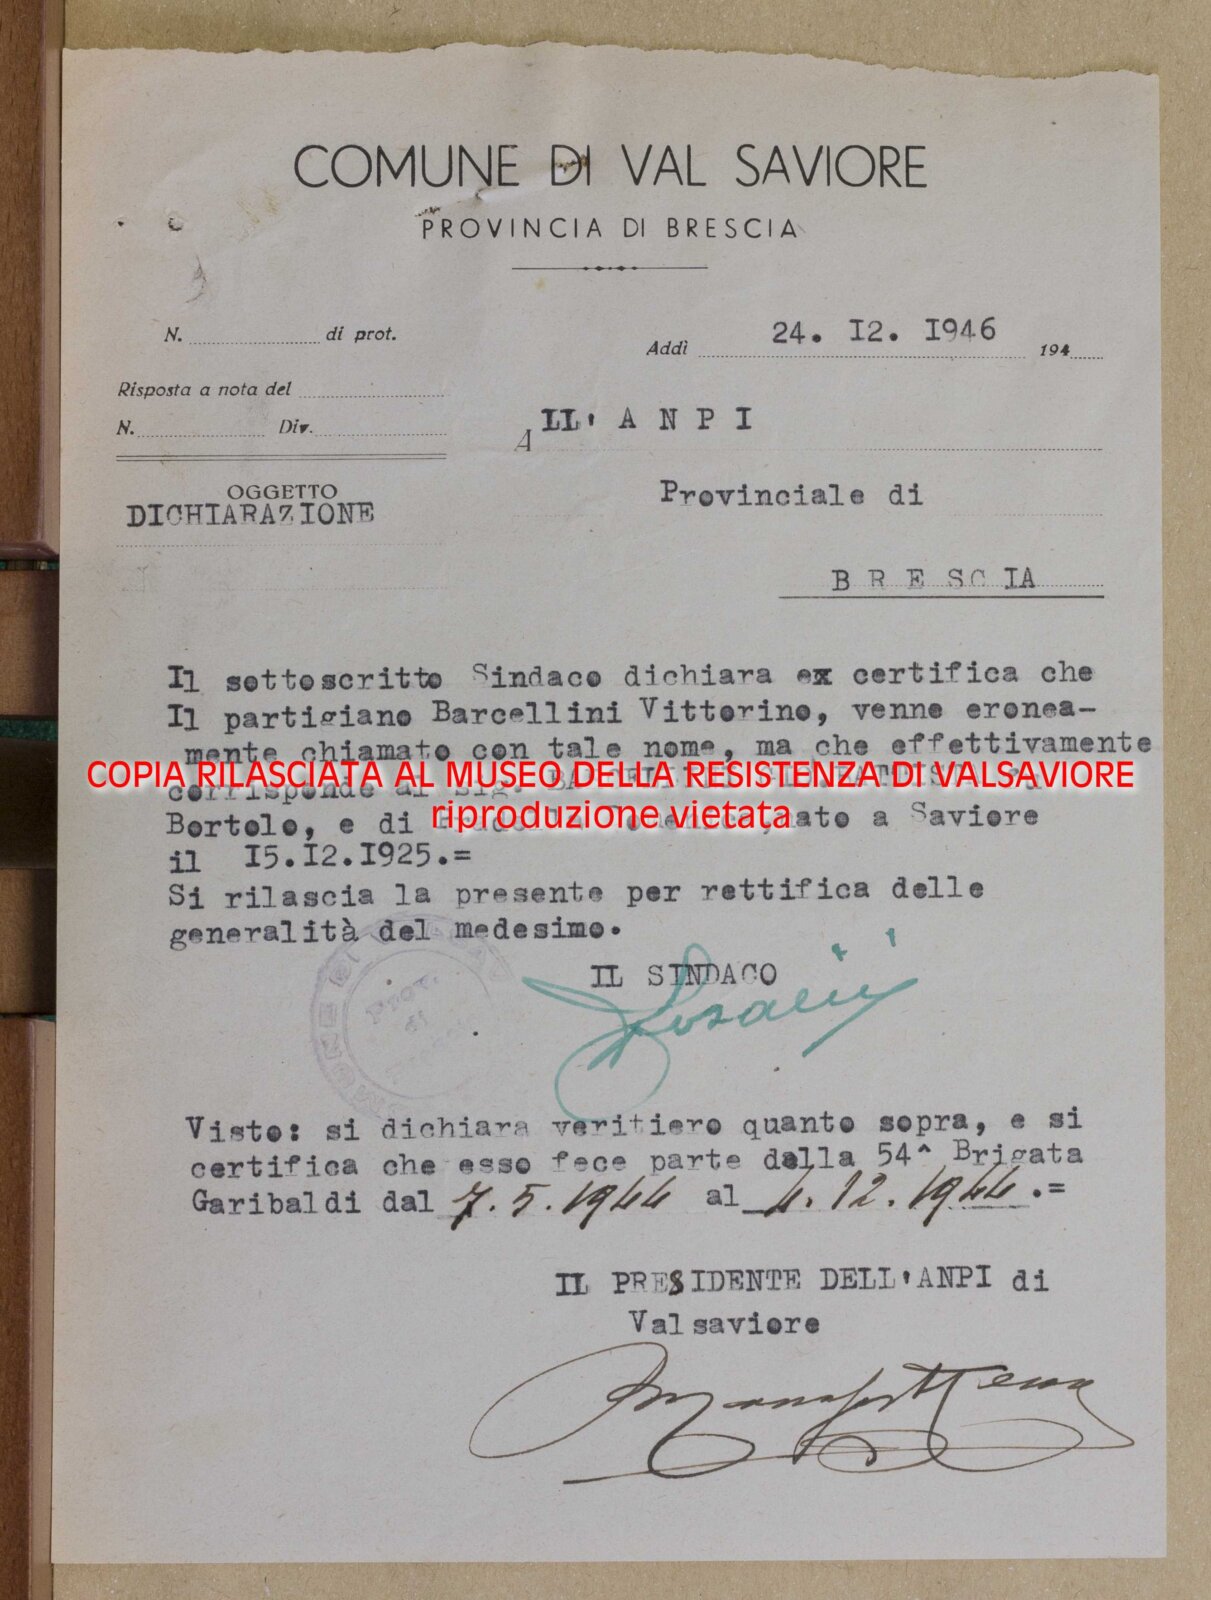 COMUNE DI VAL SAVIORE
PROVINCIA DI BRESCIA
N. di prot.
Addì 24. I2. I946 194
Risposta a nota del
N. Div.
ALL' A N P I
OGGETTO
DICHIARAZIONE
Provinciale di
B R E S C IA
Il sottoscritto Sindaco dichiara ex certifica che
Il partigiano Barcellini Vittorino, venne eronea-
mente chiamato con tale nome, ma che effettivamente
COPIA RILASCIATA AL MUSEO DELLA RESISTENZA DI VALSAVIORE
corrisponde al Sig.
riproduzione vietata
Bortolo, e di nato a Saviore
il I5.I2.I925.=
Si rilascia la presente per rettifica delle
generalità del medesimo.
IL SINDACO
Visto: si dichiara veritiero quanto sopra, e si
certifica che esso fece parte della 54^ Brigata
Garibaldi dal 7.5.1944 al 4.12.1944.=
IL PRESIDENTE DELL'ANPI di
Valsaviore